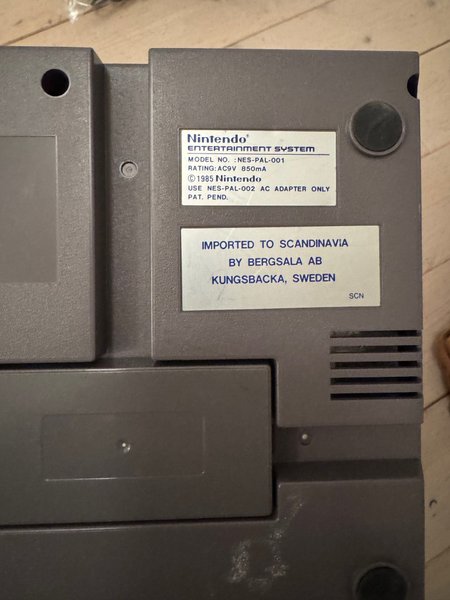 Nintendo®
ENTERTAINMENT SYSTEM
MODEL NO. :NES-PAL-001
RATING:AC9V 850mA
©1985 Nintendo
USE NES-PAL-002 AC ADAPTER ONLY
PAT. PEND.
IMPORTED TO SCANDINAVIA
BY BERGSALA AB
KUNGSBACKA, SWEDEN
SCN